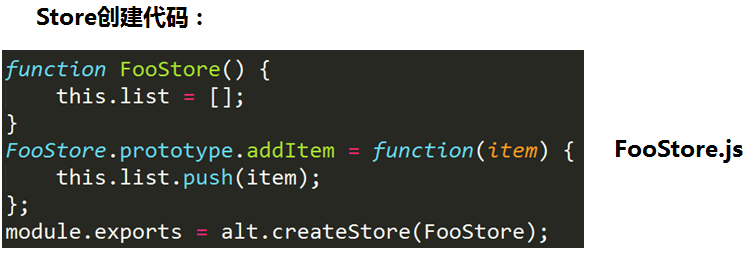 Store创建代码：
function FooStore() {
    this.list = [];
}
FooStore.prototype.addItem = function(item) {
    this.list.push(item);
};
module.exports = alt.createStore(FooStore);
FooStore.js